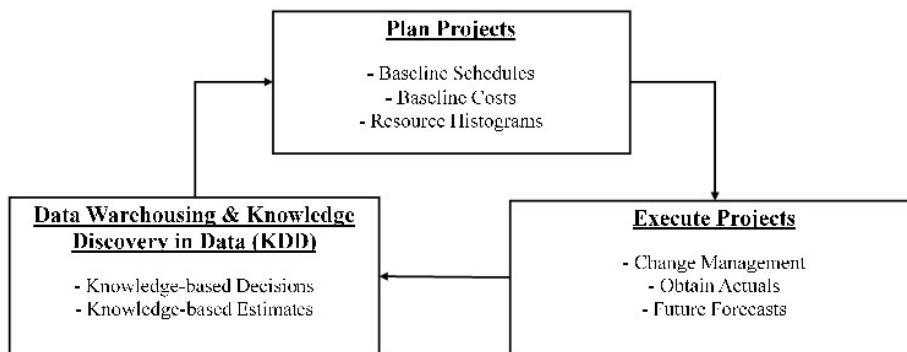 Plan Projects
- Baseline Schedules
- Baseline Costs
- Resource Histograms
Data Warhousing & Knowledge
Discovery in Data (KDD)
- Knowledge-based Decisions
- Knowledge-based Estimates
Execute Projects
- Change Management
- Obtain Actuals
- Future Forecasts